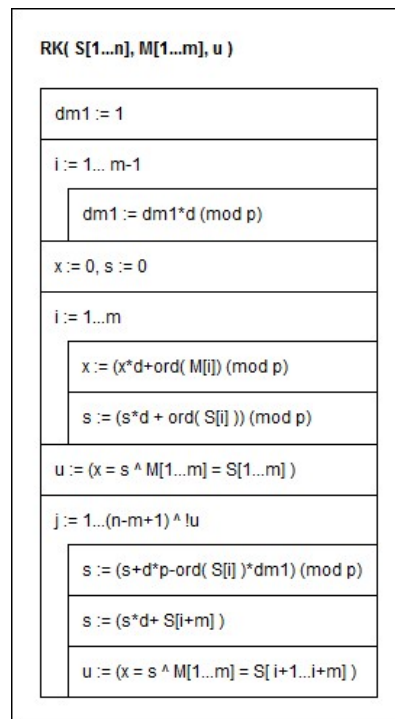 RK( S[1...n], M[1...m], u )
dm1 := 1
i := 1... m-1
dm1 := dm1*d (mod p)
x := 0, s := 0
i := 1...m
x := (x*d+ord( M[i]) (mod p)
s := (s*d + ord( S[i] )) (mod p)
u := (x = s ^ M[1...m] = S[1...m] )
j := 1...(n-m+1) ^ !u
s := (s+d*p-ord( S[i] )*dm1) (mod p)
s := (s*d+ S[i+m] )
u := (x = s ^ M[1...m] = S[ i+1...i+m] )